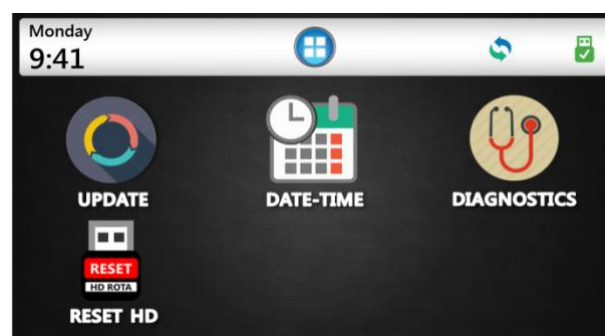 Monday
9:41
UPDATE
DATE-TIME
DIAGNOSTICS
RESET
HD ROTA
RESET HD